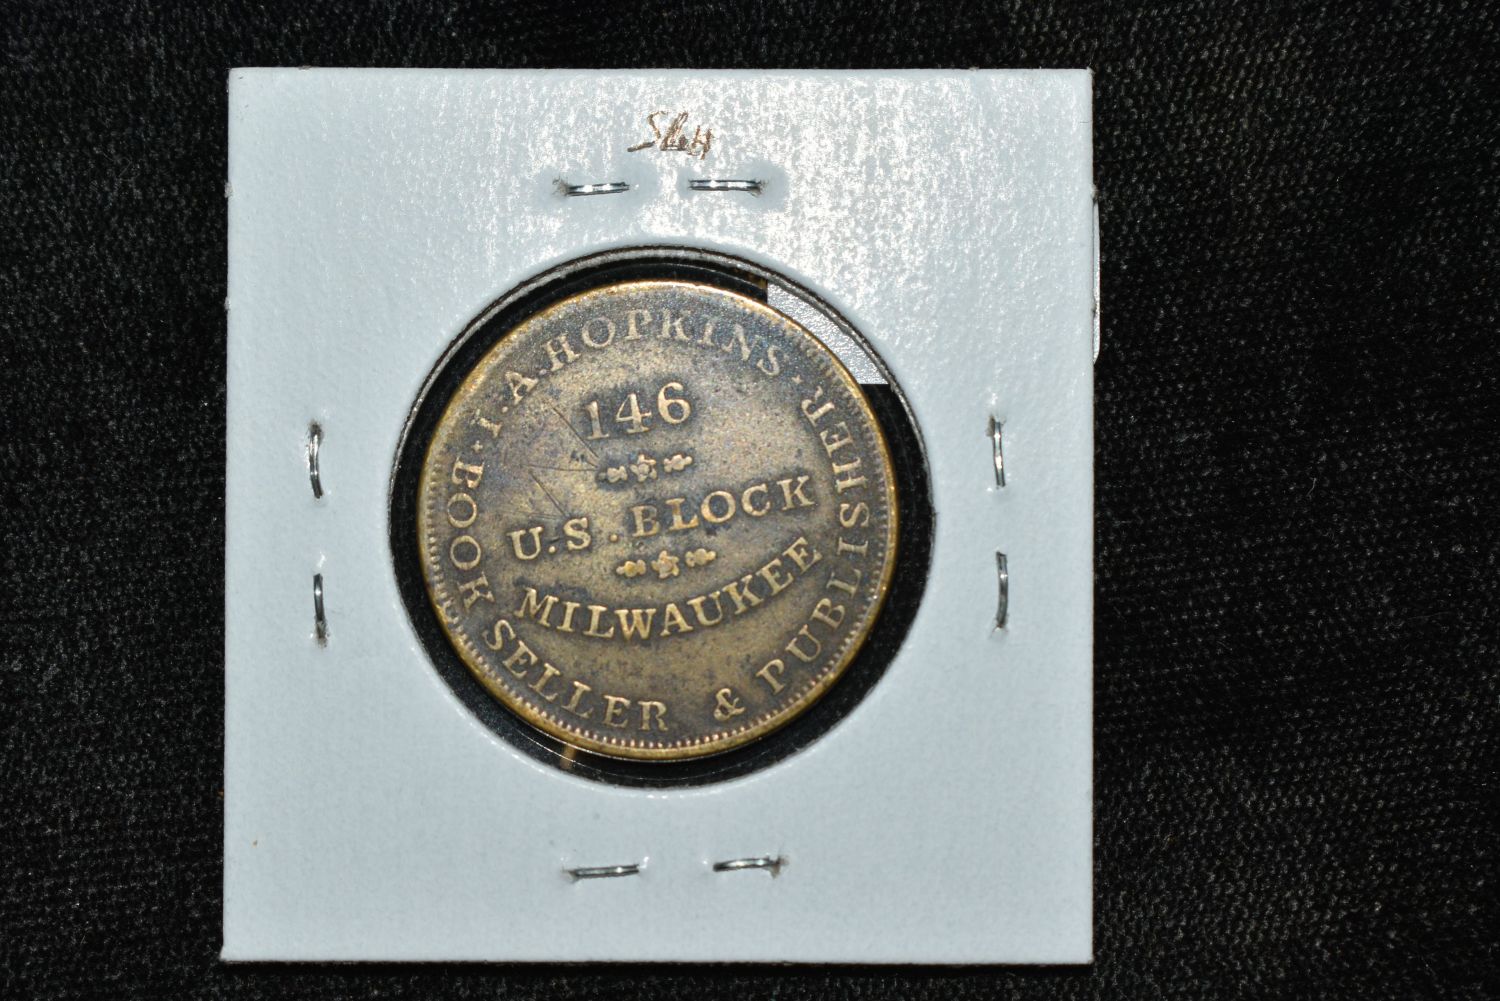 I. A. HOPKINS.
146
U.S. BLOCK
MILWAUKEE
BOOK SELLER & PUBLISHER